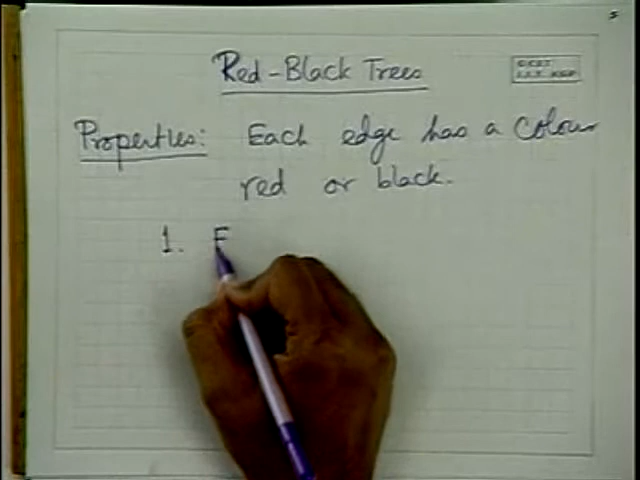 Red-Black Trees
Properties: Each edge has a colour
red or black.
1. E